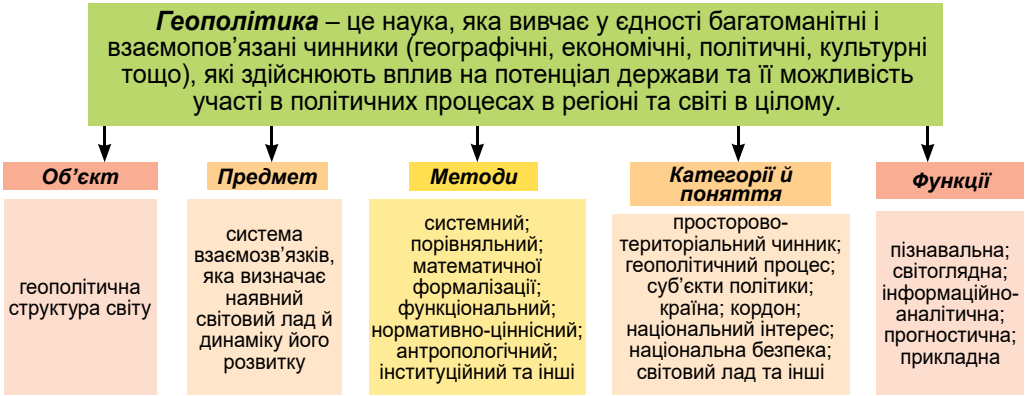 Геополітика – це наука, яка вивчає у єдності багатоманітні і
взаємопов’язані чинники (географічні, економічні, політичні, культурні
тощо), які здійснюють вплив на потенціал держави та її можливість
участі в політичних процесах в регіоні та світі в цілому.
Об’єкт
геополітична
структура світу
Предмет
система
взаємозв’язків,
яка визначає
наявний
світовий лад й
динаміку його
розвитку
Методи
системний;
порівняльний;
математичної
формалізації;
функціональний;
нормативно-ціннісний;
антропологічний;
інституційний та інші
Категорії й
поняття
просторово-
територіальний чинник;
геополітичний процес;
суб’єкти політики;
країна; кордон;
національний інтерес;
національна безпека;
світовий лад та інші
Функції
пізнавальна;
світоглядна;
інформаційно-
аналітична;
прогностична;
прикладна